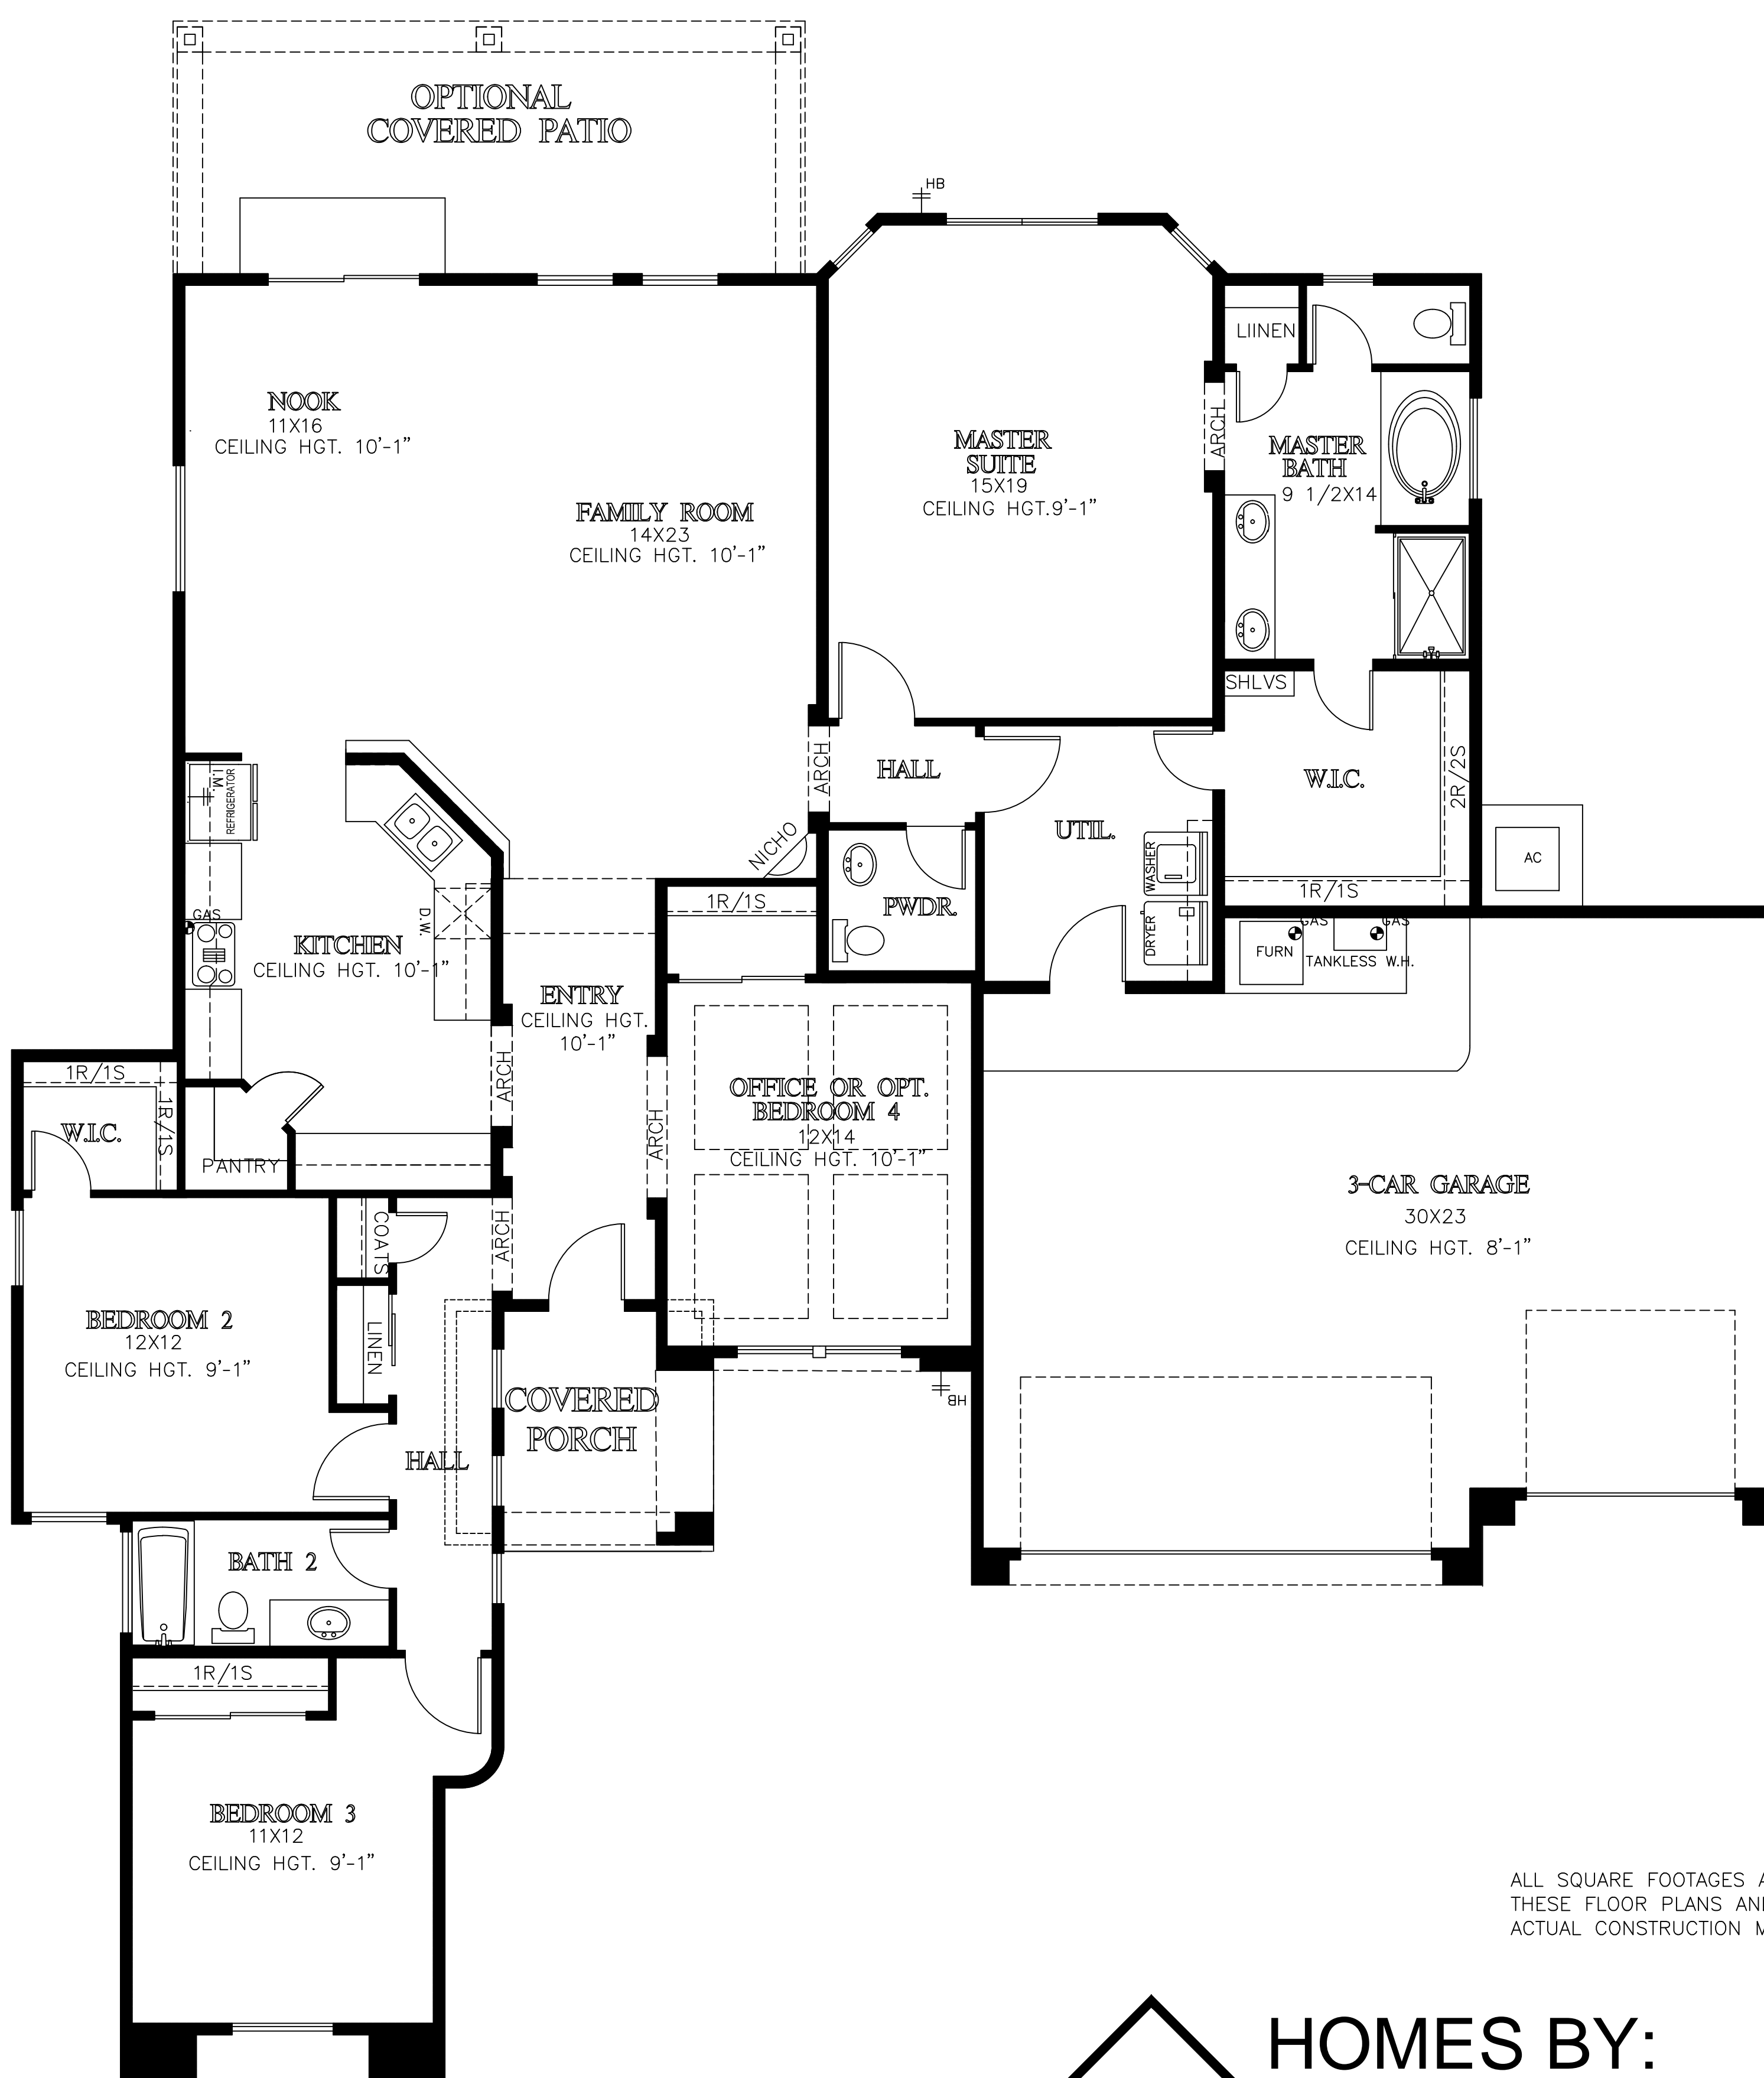 OPTIONAL
COVERED PATIO
HB
LIINEN
NOOK
11X16
CEILING HGT. 10'-1"
FAMILY ROOM
14X23
CEILING HGT. 10'-1"
MASTER
SUITE
15X19
CEILING HGT.9'-1"
ARCH
MASTER
BATH
9 1/2X14
SHLVS
2R/2S
W.I.C.
1R/1S
AC
ARCH
HALL
UTIL.
WASHER
DRYER
NICHO
PWDR.
I.M.
REFRIGERATOR
GAS
D.W.
KITCHEN
CEILING HGT. 10'-1"
1R/1S
ENTRY
CEILING HGT.
10'-1"
GAS
GAS
FURN
TANKLESS W.H.
ARCH
ARCH
OFFICE OR OPT.
BEDROOM 4
12X14
CEILING HGT. 10'-1"
1R/1S
1R/1S
W.I.C.
PANTRY
3-CAR GARAGE
30X23
CEILING HGT. 8'-1"
COATS
ARCH
LINEN
BEDROOM 2
12X12
CEILING HGT. 9'-1"
COVERED
PORCH
HB
HALL
BATH 2
1R/1S
BEDROOM 3
11X12
CEILING HGT. 9'-1"
ALL SQUARE FOOTAGES
THESE FLOOR PLANS
ACTUAL CONSTRUCTION
HOMES BY: